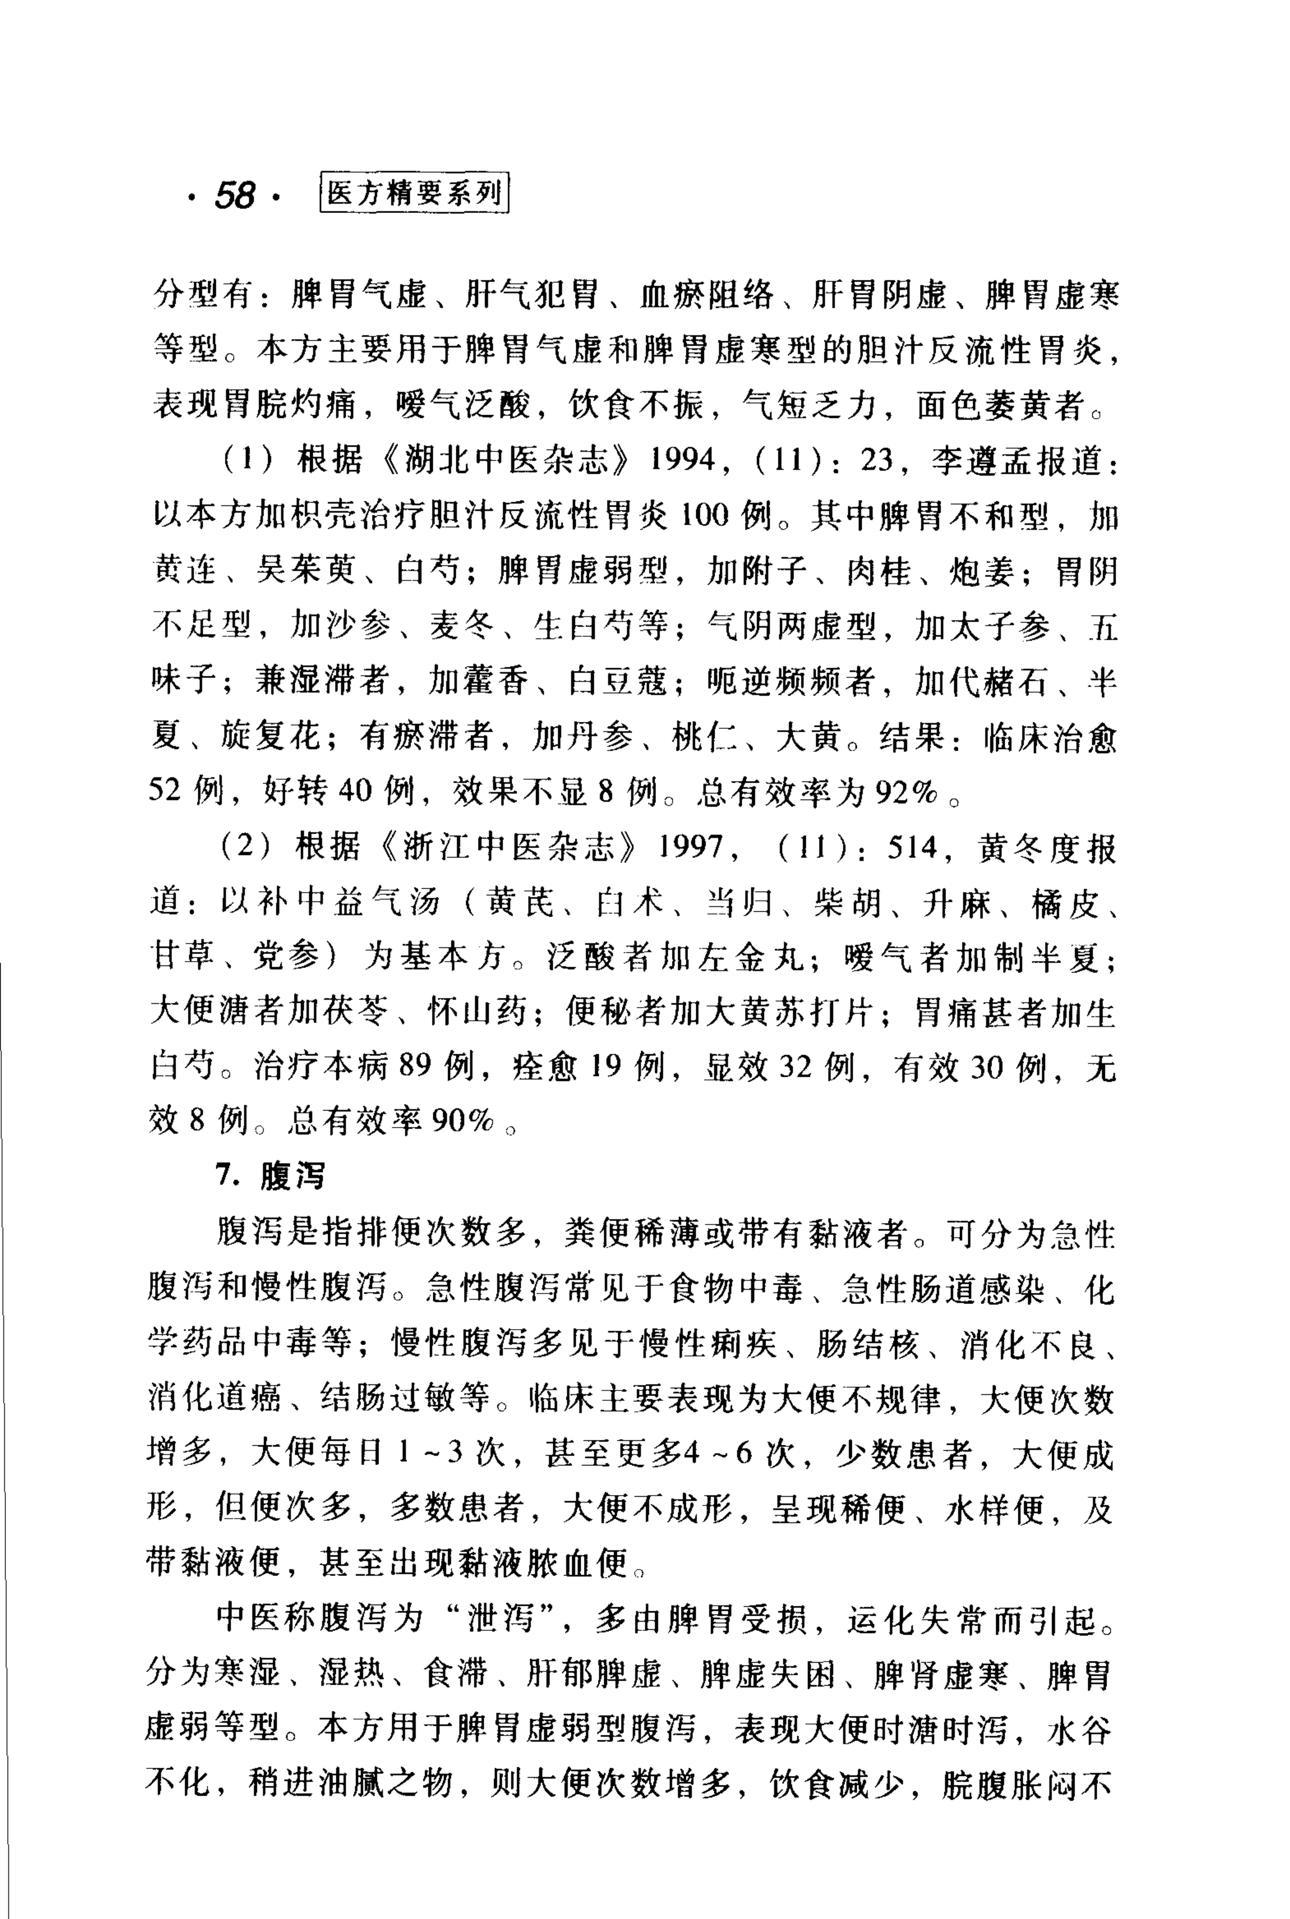 · 58 · 医方精要系列
分型有：脾胃气虚、肝气犯胃、血瘀阻络、肝胃阴虚、脾胃虚寒
等型。本方主要用于脾胃气虚和脾胃虚寒型的胆汁反流性胃炎，
表现胃脘灼痛，嗳气泛酸，饮食不振，气短乏力，面色萎黄者。
（1）根据《湖北中医杂志》1994，（11）：23，李遵孟报道：
以本方加枳壳治疗胆汁反流性胃炎 100 例。其中脾胃不和型，加
黄连、吴茱萸、白芍；脾胃虚弱型，加附子、肉桂、炮姜；胃阴
不足型，加沙参、麦冬、生白芍等；气阴两虚型，加太子参、五
味子；兼湿滞者，加藿香、白豆蔻；呃逆频频者，加代赭石、半
夏、旋复花；有瘀滞者，加丹参、桃仁、大黄。结果：临床治愈
52 例，好转 40 例，效果不显 8 例。总有效率为 92%。
（2）根据《浙江中医杂志》1997，（11）：514，黄冬度报
道：以补中益气汤（黄芪、白术、当归、柴胡、升麻、橘皮、
甘草、党参）为基本方。泛酸者加左金丸；嗳气者加制半夏；
大便溏者加茯苓、怀山药；便秘者加大黄苏打片；胃痛甚者加生
白芍。治疗本病 89 例，痊愈 19 例，显效 32 例，有效 30 例，无
效 8 例。总有效率 90%。
7. 腹泻
腹泻是指排便次数多，粪便稀薄或带有黏液者。可分为急性
腹泻和慢性腹泻。急性腹泻常见于食物中毒、急性肠道感染、化
学药品中毒等；慢性腹泻多见于慢性痢疾、肠结核、消化不良、
消化道癌、结肠过敏等。临床主要表现为大便不规律，大便次数
增多，大便每日 1 ~ 3 次，甚至更多4 ~ 6 次，少数患者，大便成
形，但便次多，多数患者，大便不成形，呈现稀便、水样便，及
带黏液便，甚至出现黏液脓血便。
中医称腹泻为“泄泻”，多由脾胃受损，运化失常而引起。
分为寒湿、湿热、食滞、肝郁脾虚、脾虚失困、脾肾虚寒、脾胃
虚弱等型。本方用于脾胃虚弱型腹泻，表现大便时溏时泻，水谷
不化，稍进油腻之物，则大便次数增多，饮食减少，脘腹胀闷不